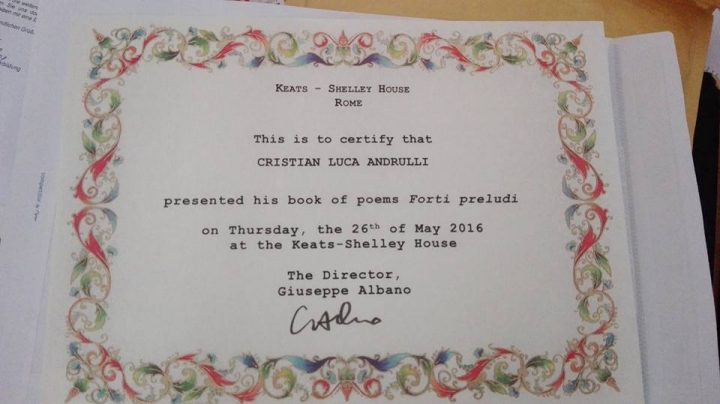 KEATS – SHELLEY HOUSE
ROME
This is to certify that
CRISTIAN LUCA ANDRULLI
presented his book of poems Forti preludi
on Thursday, the 26th of May 2016
at the Keats-Shelley House
The Director,
Giuseppe Albano